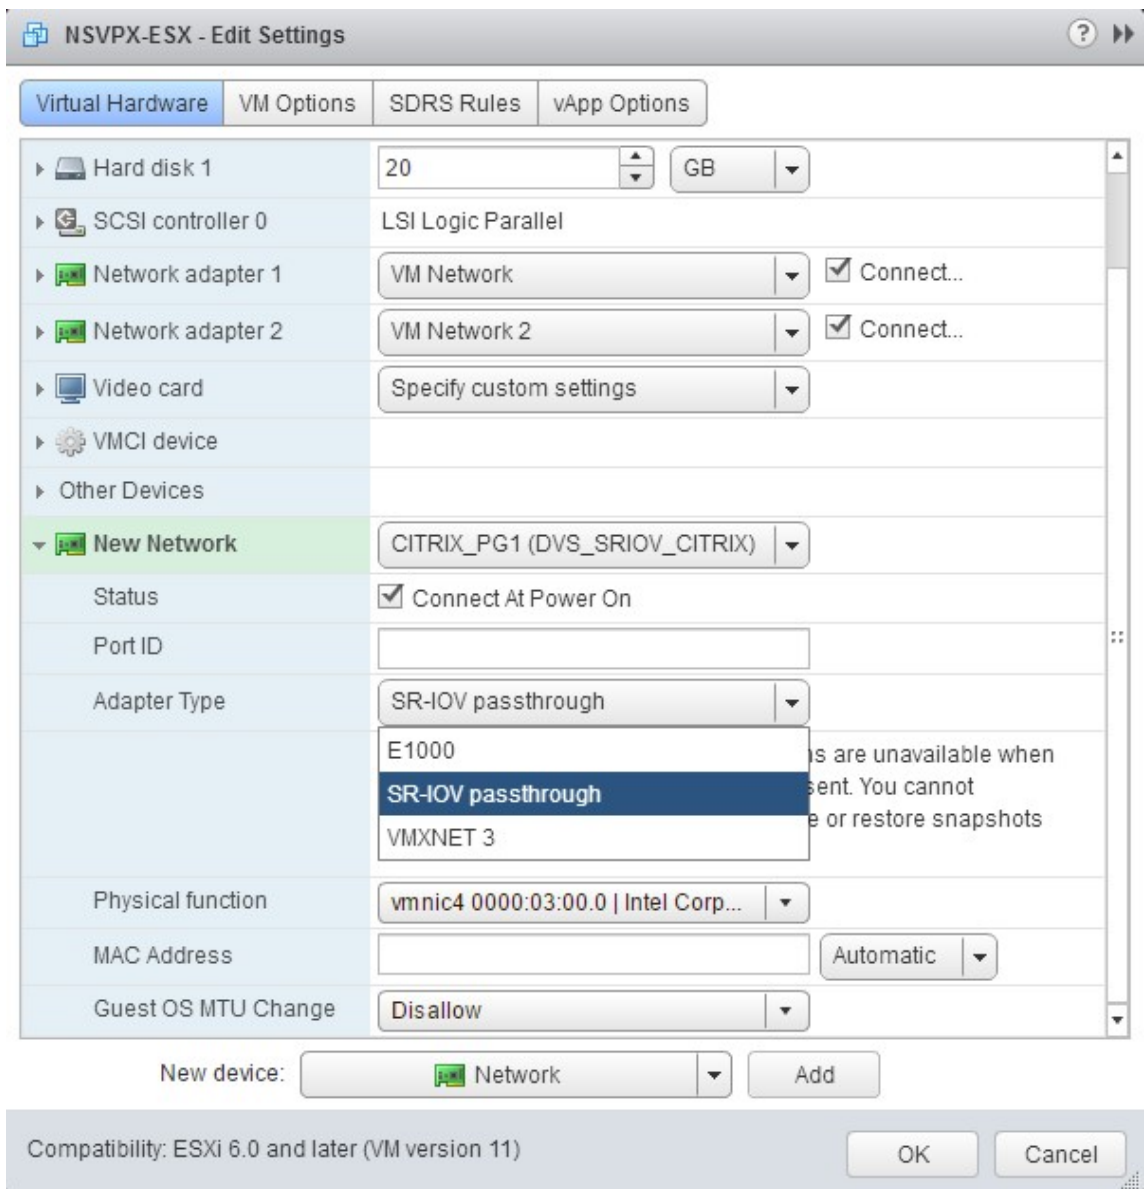 NSVPX-ESX - Edit Settings
Virtual Hardware VM Options SDRS Rules vApp Options
Hard disk 1 20 GB
SCSI controller 0 LSI Logic Parallel
Network adapter 1 VM Network Connect...
Network adapter 2 VM Network 2 Connect...
Video card Specify custom settings
VMCI device
Other Devices
New Network CITRIX_PG1 (DVS_SRIOV_CITRIX)
Status Connect At Power On
Port ID
Adapter Type SR-IOV passthrough
E1000 are unavailable when
SR-IOV passthrough You cannot
VMXNET 3 or restore snapshots
Physical function vmnic4 0000:03:00.0 | Intel Corp...
MAC Address Automatic
Guest OS MTU Change Disallow
New device: Network Add
Compatibility: ESXi 6.0 and later (VM version 11) OK Cancel